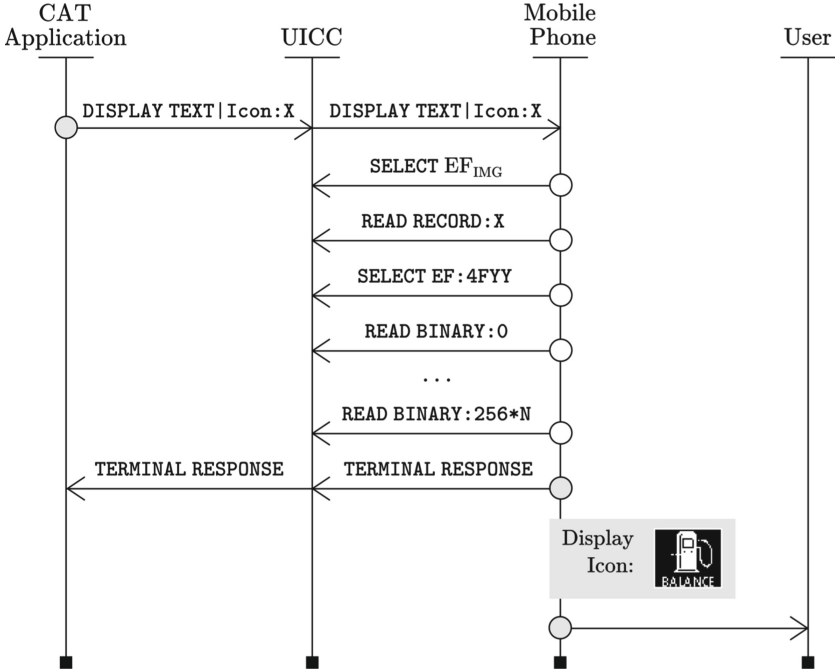 CAT
Application
UICC
Mobile
Phone
User
DISPLAY TEXT|Icon:X
DISPLAY TEXT|Icon:X
SELECT EF_IMG
READ RECORD:X
SELECT EF:4FYY
READ BINARY:0
...
READ BINARY:256*N
TERMINAL RESPONSE
TERMINAL RESPONSE
Display
Icon:
BALANCE